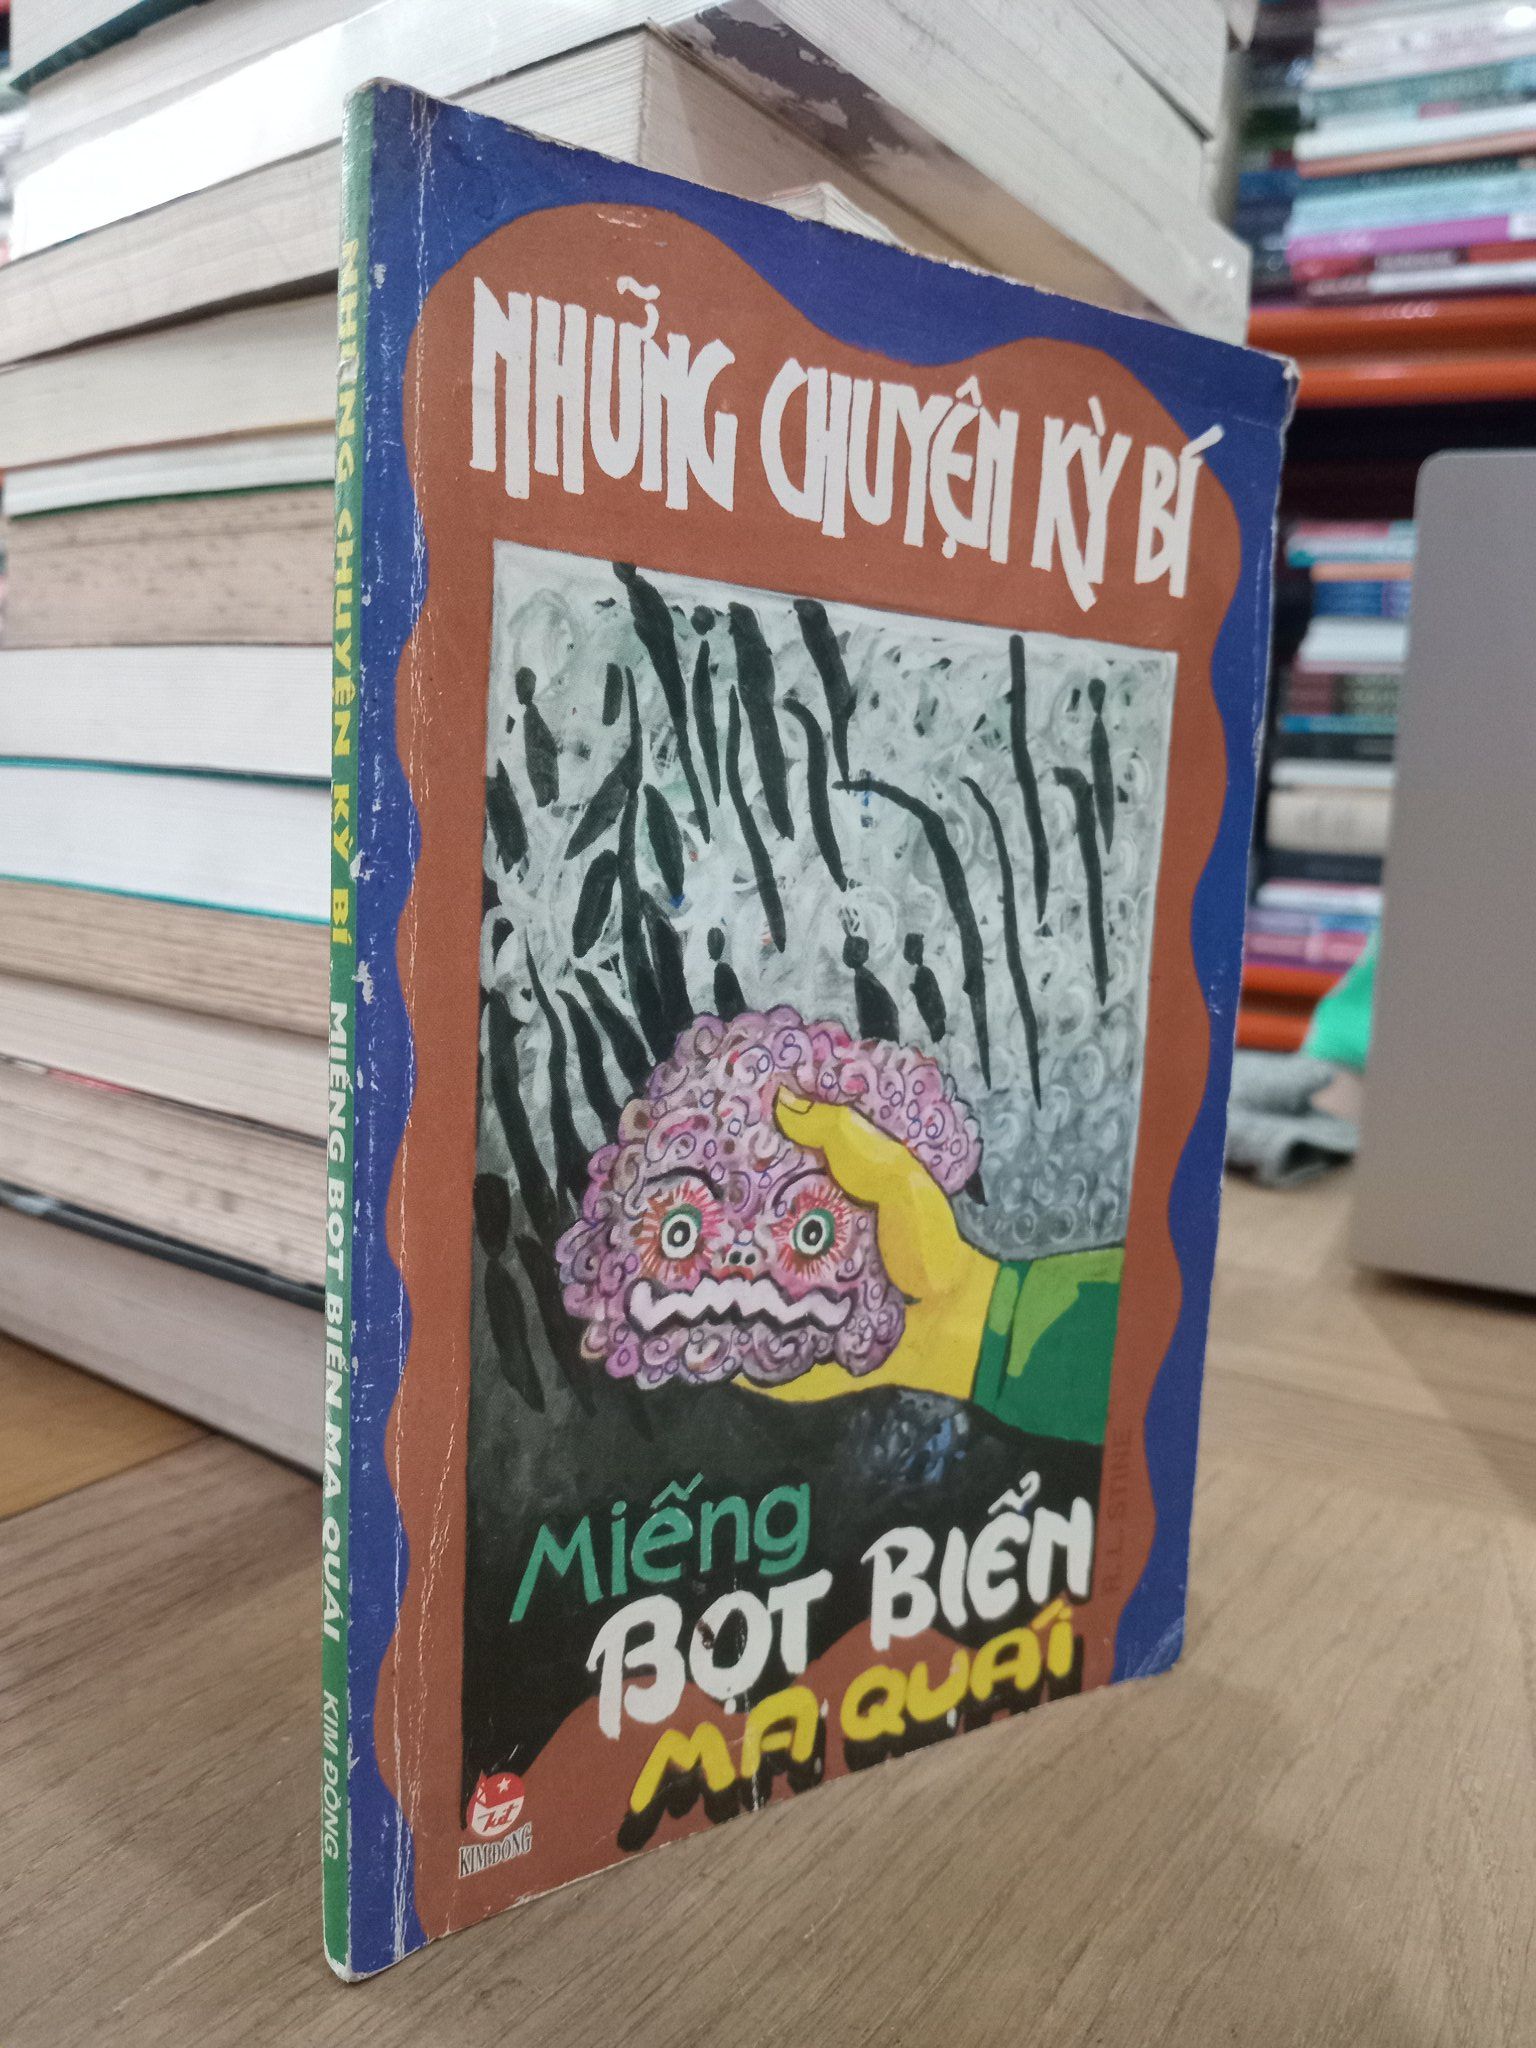 NHỮNG CHUYỆN KỲ BÍ
Miếng
BỌT BIỂN
MA QUÁI
R.L. STINE
KIM ĐỒNG
NHỮNG CHUYỆN KỲ BÍ . MIẾNG BỌT BIỂN MA QUÁI KIM ĐỒNG